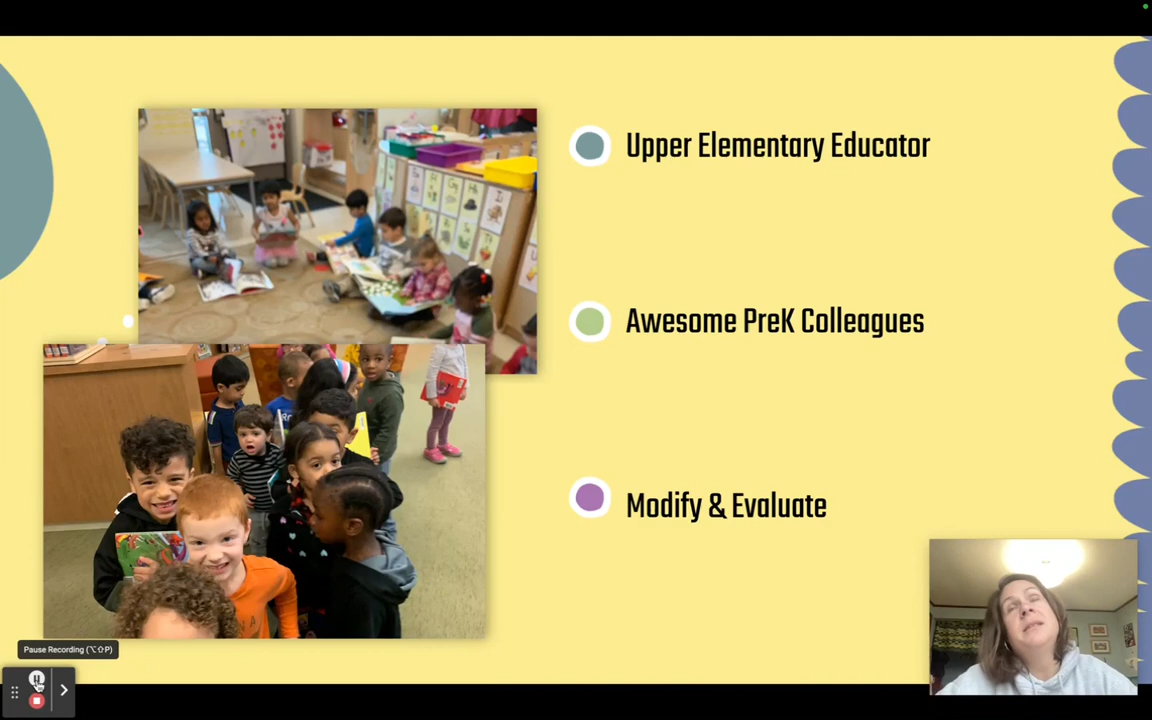 Upper Elementary Educator
Awesome PreK Colleagues
Modify & Evaluate
Pause Recording (⌥⇧P)